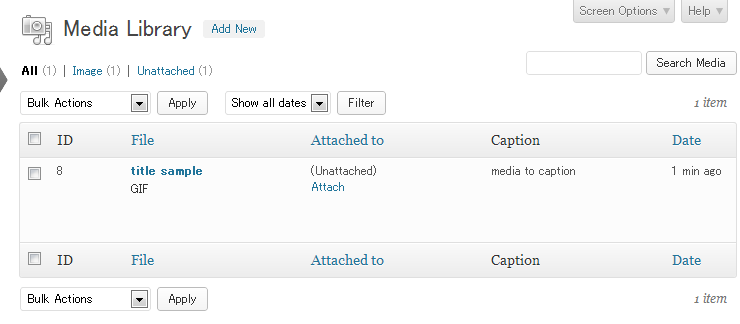 Screen Options Help
Media Library Add New
All (1) | Image (1) | Unattached (1)
Search Media
Bulk Actions Apply Show all dates Filter 1 item
ID File Attached to Caption Date
8 title sample (Unattached) media to caption 1 min ago
GIF Attach
ID File Attached to Caption Date
Bulk Actions Apply 1 item